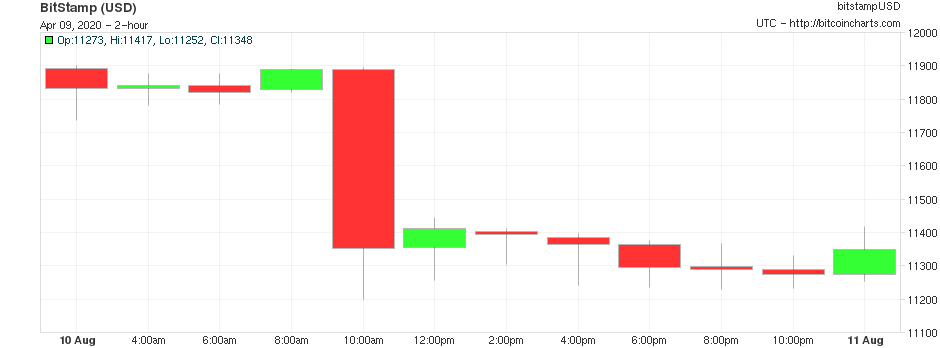 BitStamp (USD)
bitstampUSD
Apr 09, 2020 - 2-hour
UTC - http://bitcoincharts.com
Op:11273, Hi:11417, Lo:11252, Cl:11348
12000
11900
11800
11700
11600
11500
11400
11300
11200
11100
10 Aug 4:00am 6:00am 8:00am 10:00am 12:00pm 2:00pm 4:00pm 6:00pm 8:00pm 10:00pm 11 Aug